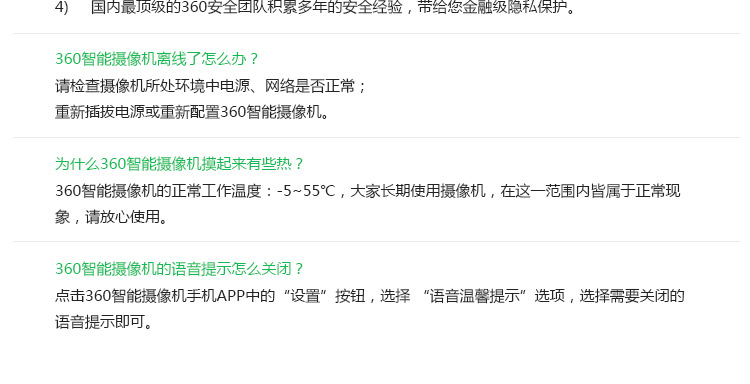 4) 国内最顶级的360安全团队积累多年的安全经验，带给您金融级隐私保护。
360智能摄像机离线了怎么办？
请检查摄像机所处环境中电源、网络是否正常；
重新插拔电源或重新配置360智能摄像机。
为什么360智能摄像机摸起来有些热？
360智能摄像机的正常工作温度：-5~55℃，大家长期使用摄像机，在这一范围内皆属于正常现
象，请放心使用。
360智能摄像机的语音提示怎么关闭？
点击360智能摄像机手机APP中的“设置”按钮，选择 “语音温馨提示”选项，选择需要关闭的
语音提示即可。